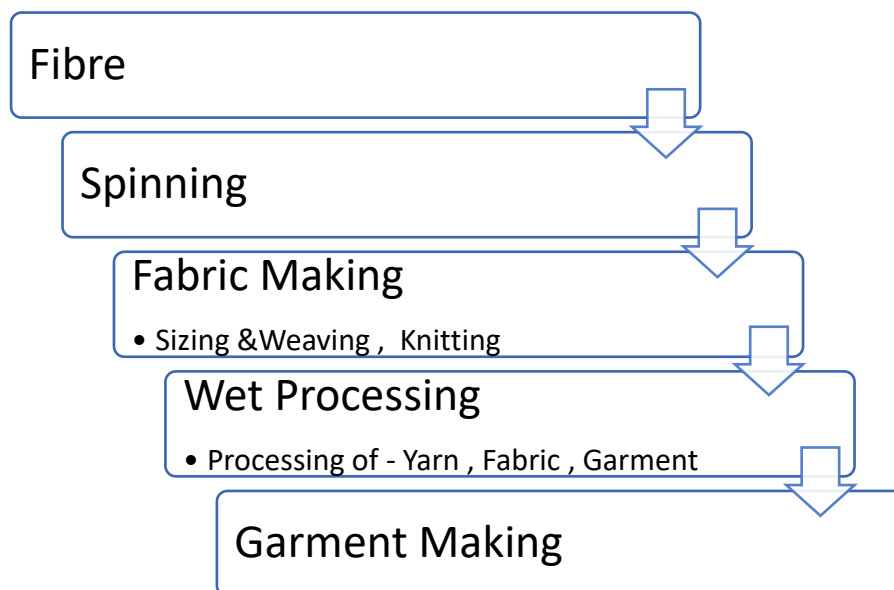 Fibre
Spinning
Fabric Making
• Sizing &Weaving , Knitting
Wet Processing
• Processing of - Yarn , Fabric , Garment
Garment Making